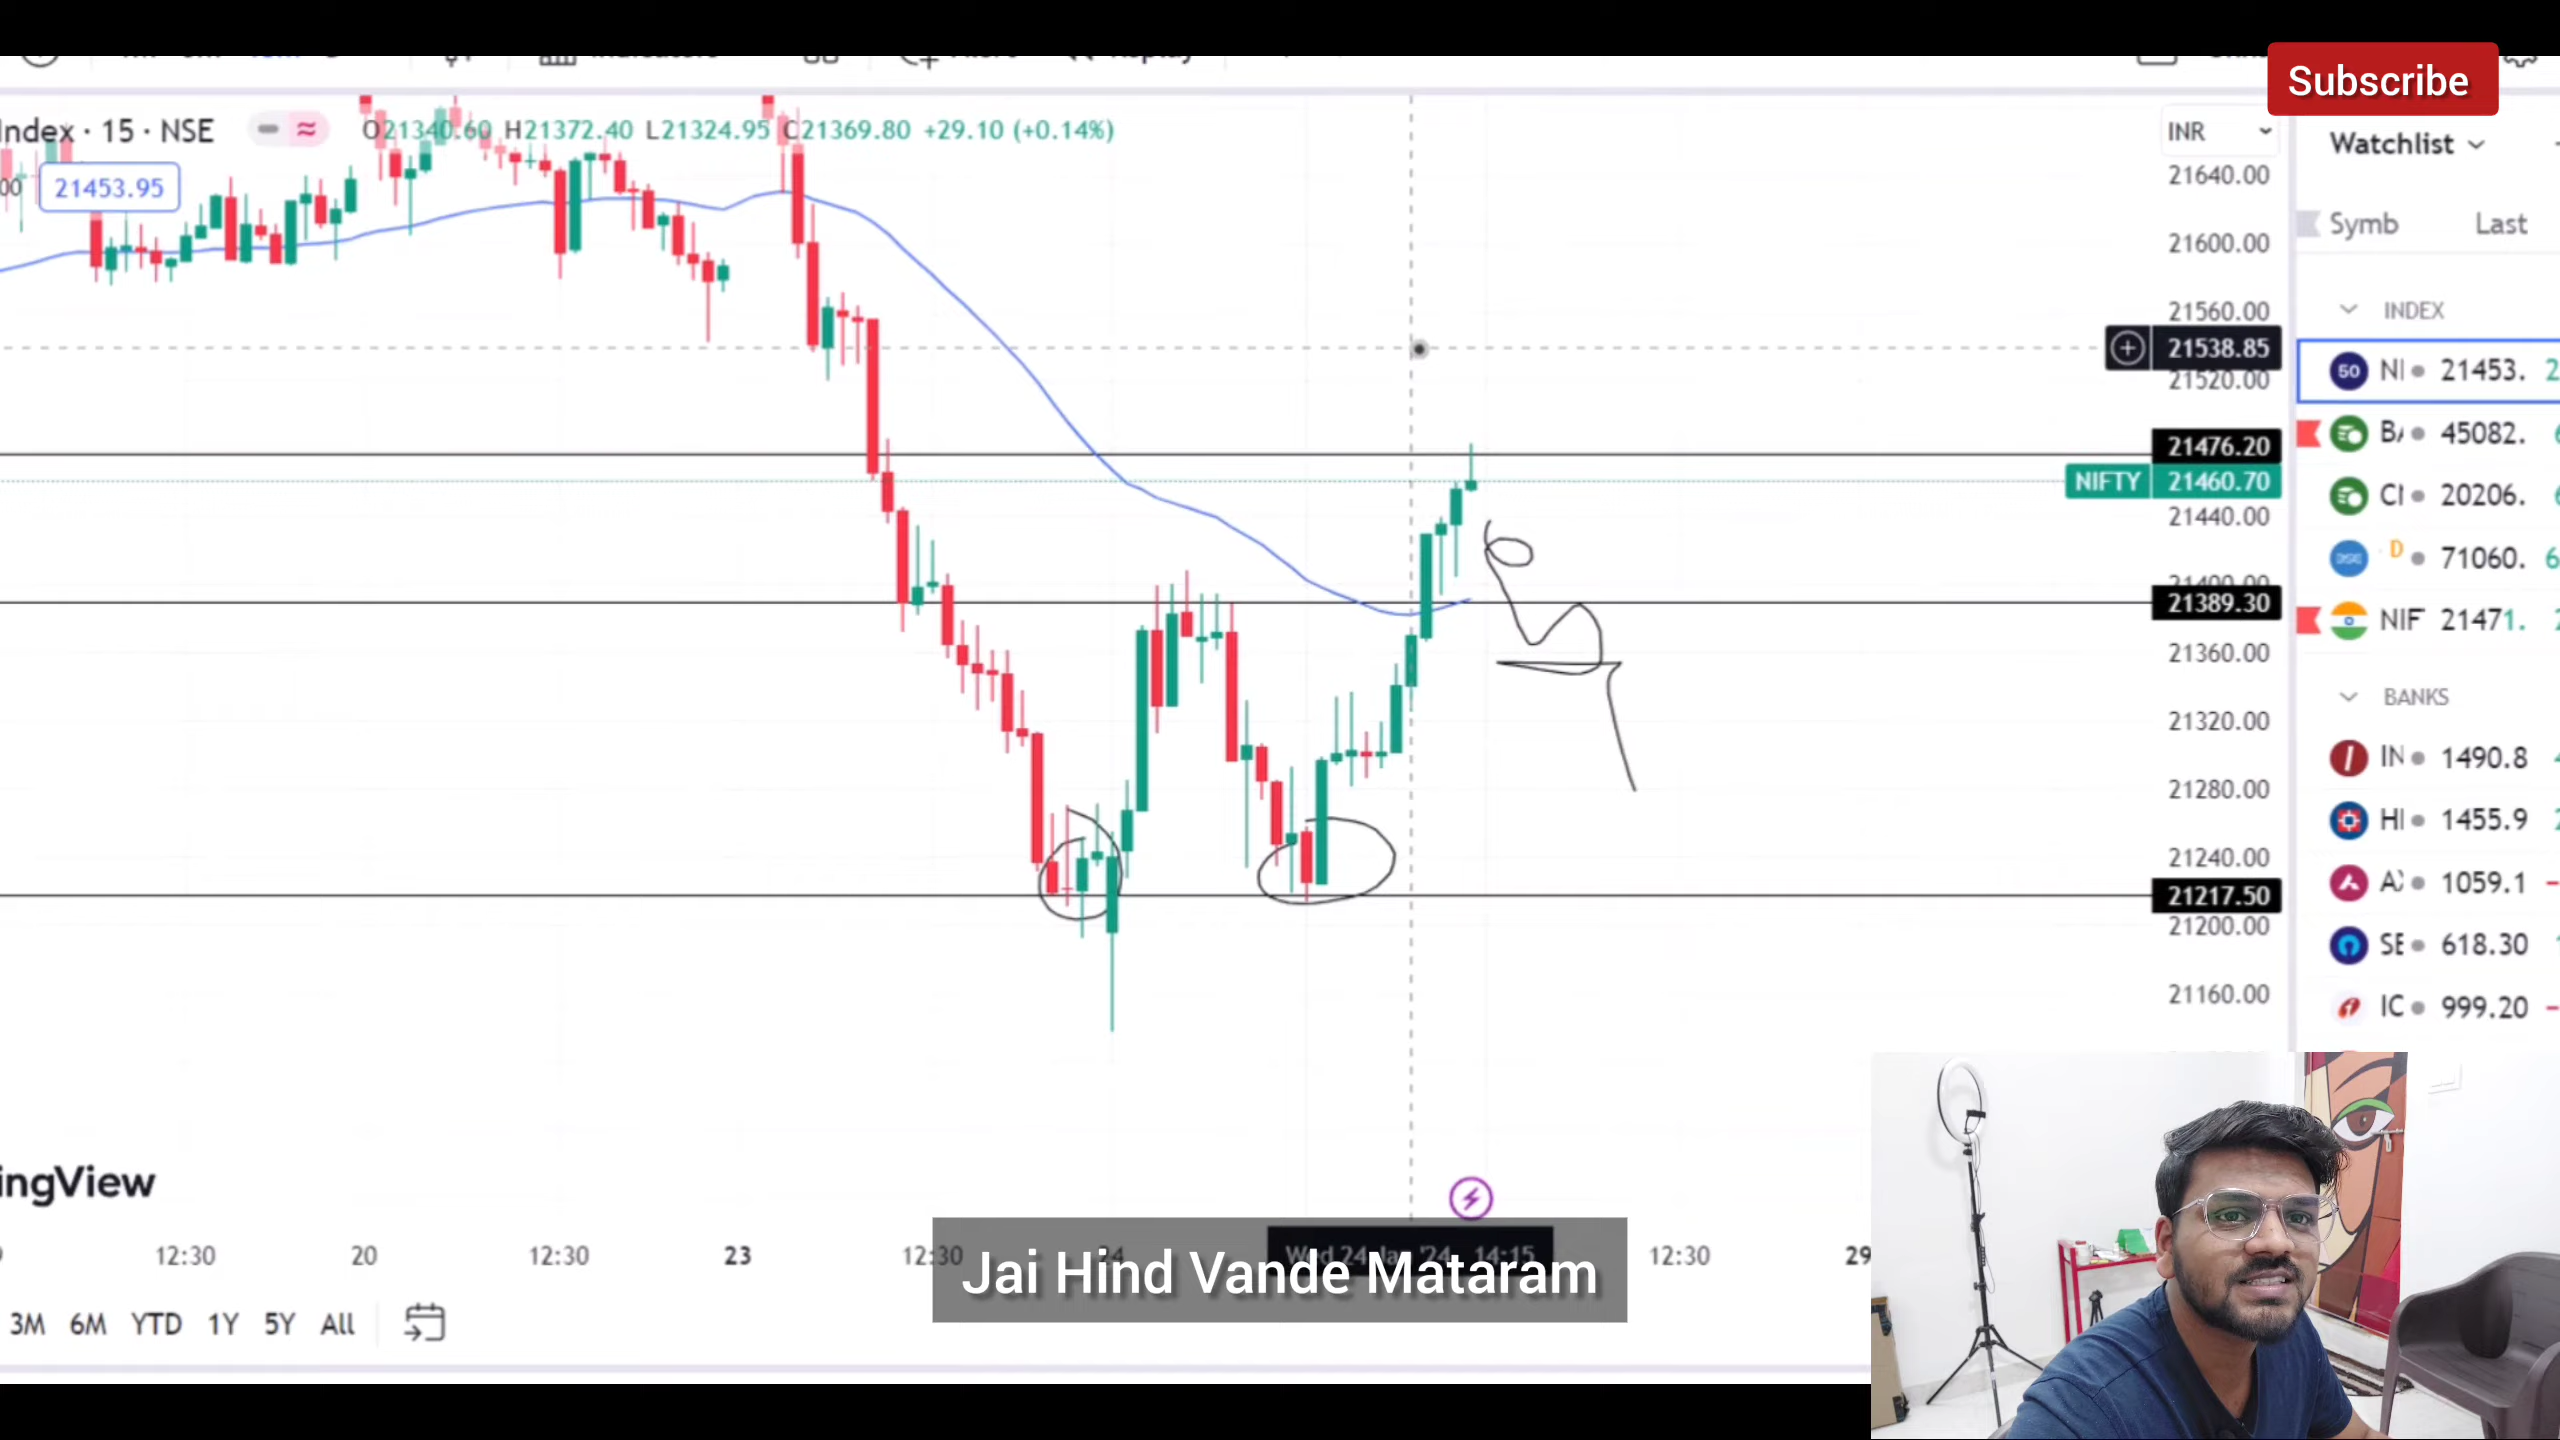 Subscribe
Index · 15 · NSE
O21340.60 H21372.40 L21324.95 C21369.80 +29.10 (+0.14%)
INR
Watchlist
21453.95
21640.00
Symb Last
21600.00
21560.00
INDEX
21538.85
21520.00
50 NI 21453.
21476.20
BA 45082.
NIFTY 21460.70
CI 20206.
21440.00
D 71060. 6
21400.00
21389.30
NIF 21471.
21360.00
BANKS
21320.00
IN 1490.8
21280.00
HI 1455.9
21240.00
AX 1059.1
21217.50
21200.00
SE 618.30
21160.00
IC 999.20
ingView
12:30 20 12:30 23 12:30 24 Wed 24 Jan '24 14:15 12:30 29
Jai Hind Vande Mataram
3M 6M YTD 1Y 5Y All